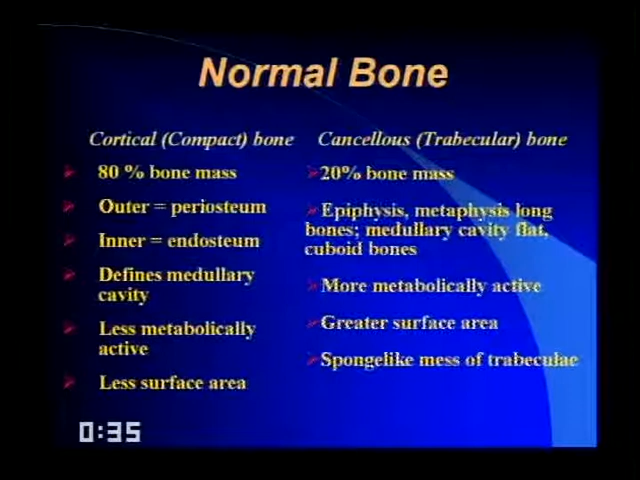 Normal Bone
Cortical (Compact) bone
80 % bone mass
Outer = periosteum
Inner = endosteum
Defines medullary
cavity
Less metabolically
active
Less surface area
Cancellous (Trabecular) bone
20% bone mass
Epiphysis, metaphysis long
bones; medullary cavity flat,
cuboid bones
More metabolically active
Greater surface area
Spongelike mess of trabeculae
0:35